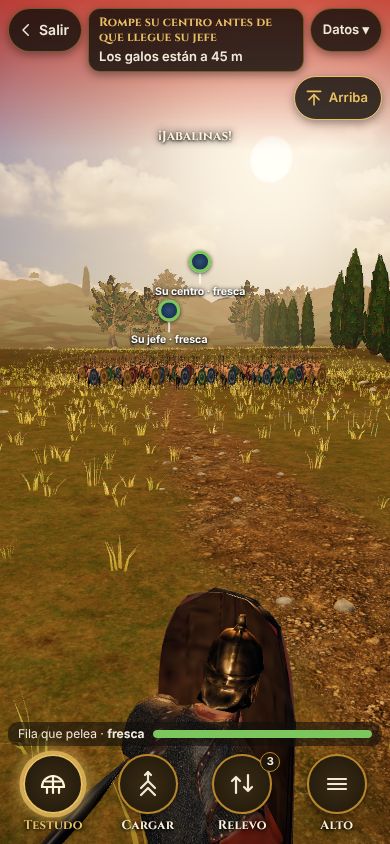 Salir
Rompe su centro antes de
que llegue su jefe
Los galos están a 45 m
Datos ▾
Arriba
¡Jabalinas!
Su centro · fresca
Su jefe · fresca
Fila que pelea · fresca
3
Testudo
Cargar
Relevo
Alto